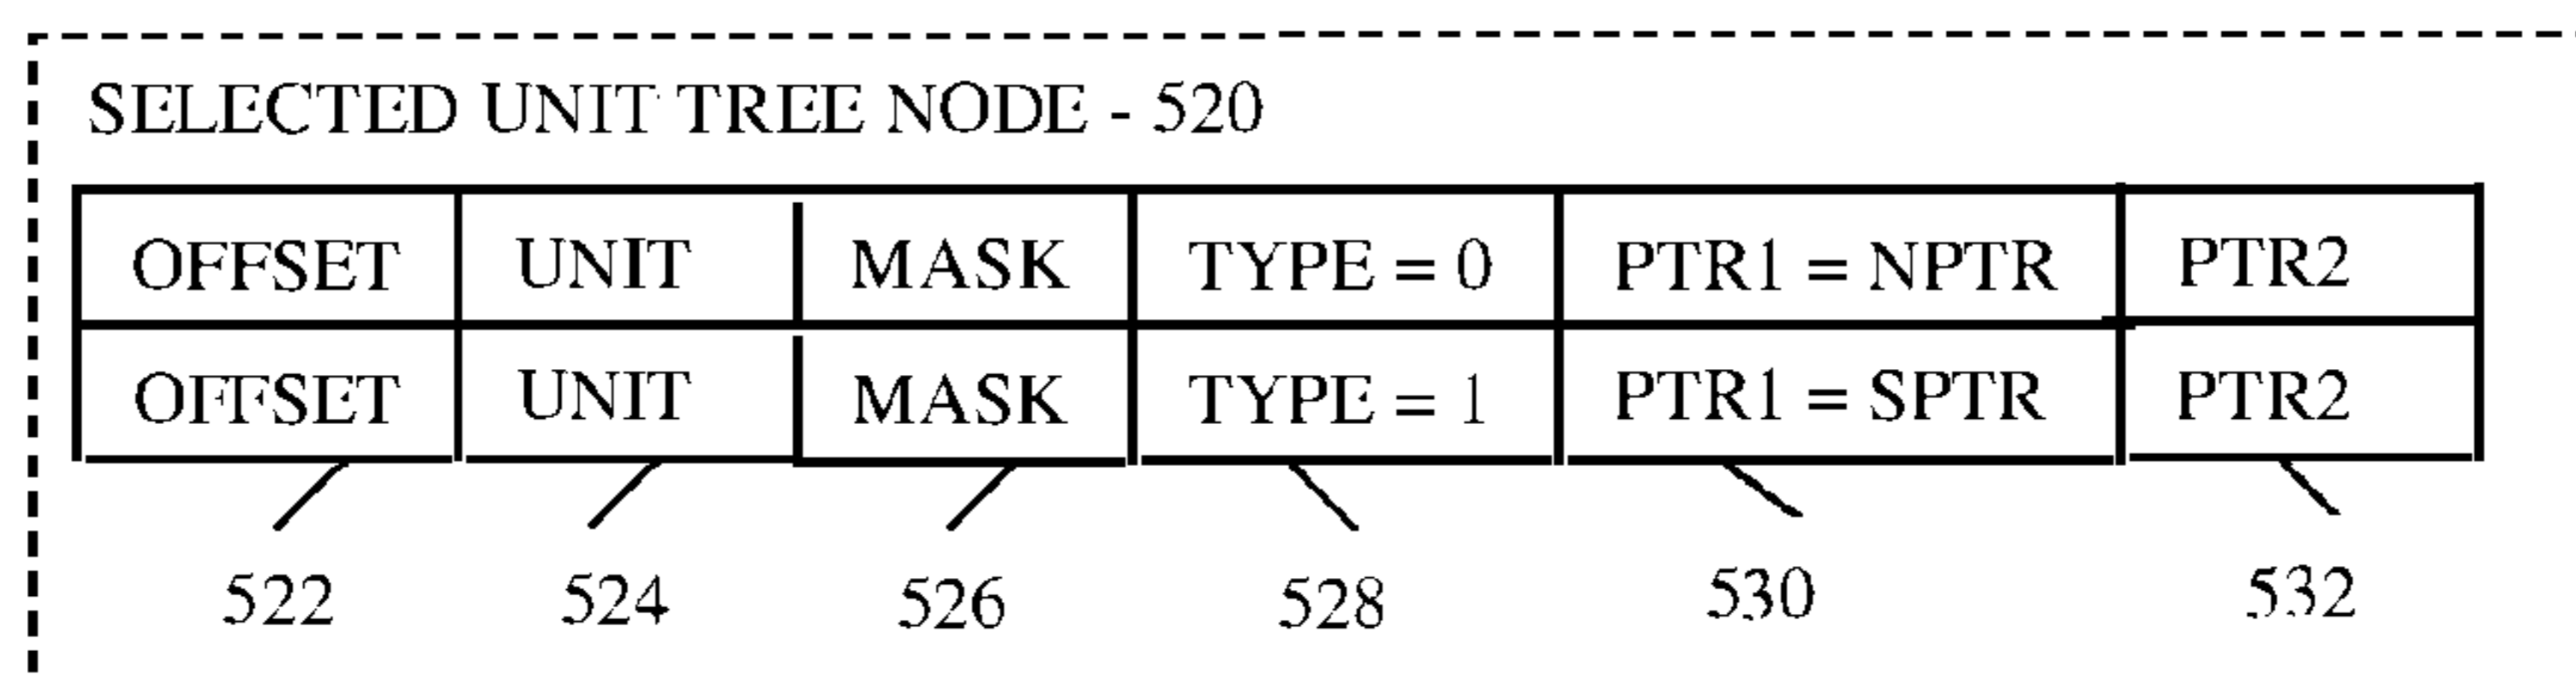 SELECTED UNIT TREE NODE - 520
OFFSET UNIT MASK TYPE = 0 PTR1 = NPTR PTR2
OFFSET UNIT MASK TYPE = 1 PTR1 = SPTR PTR2
522 524 526 528 530 532